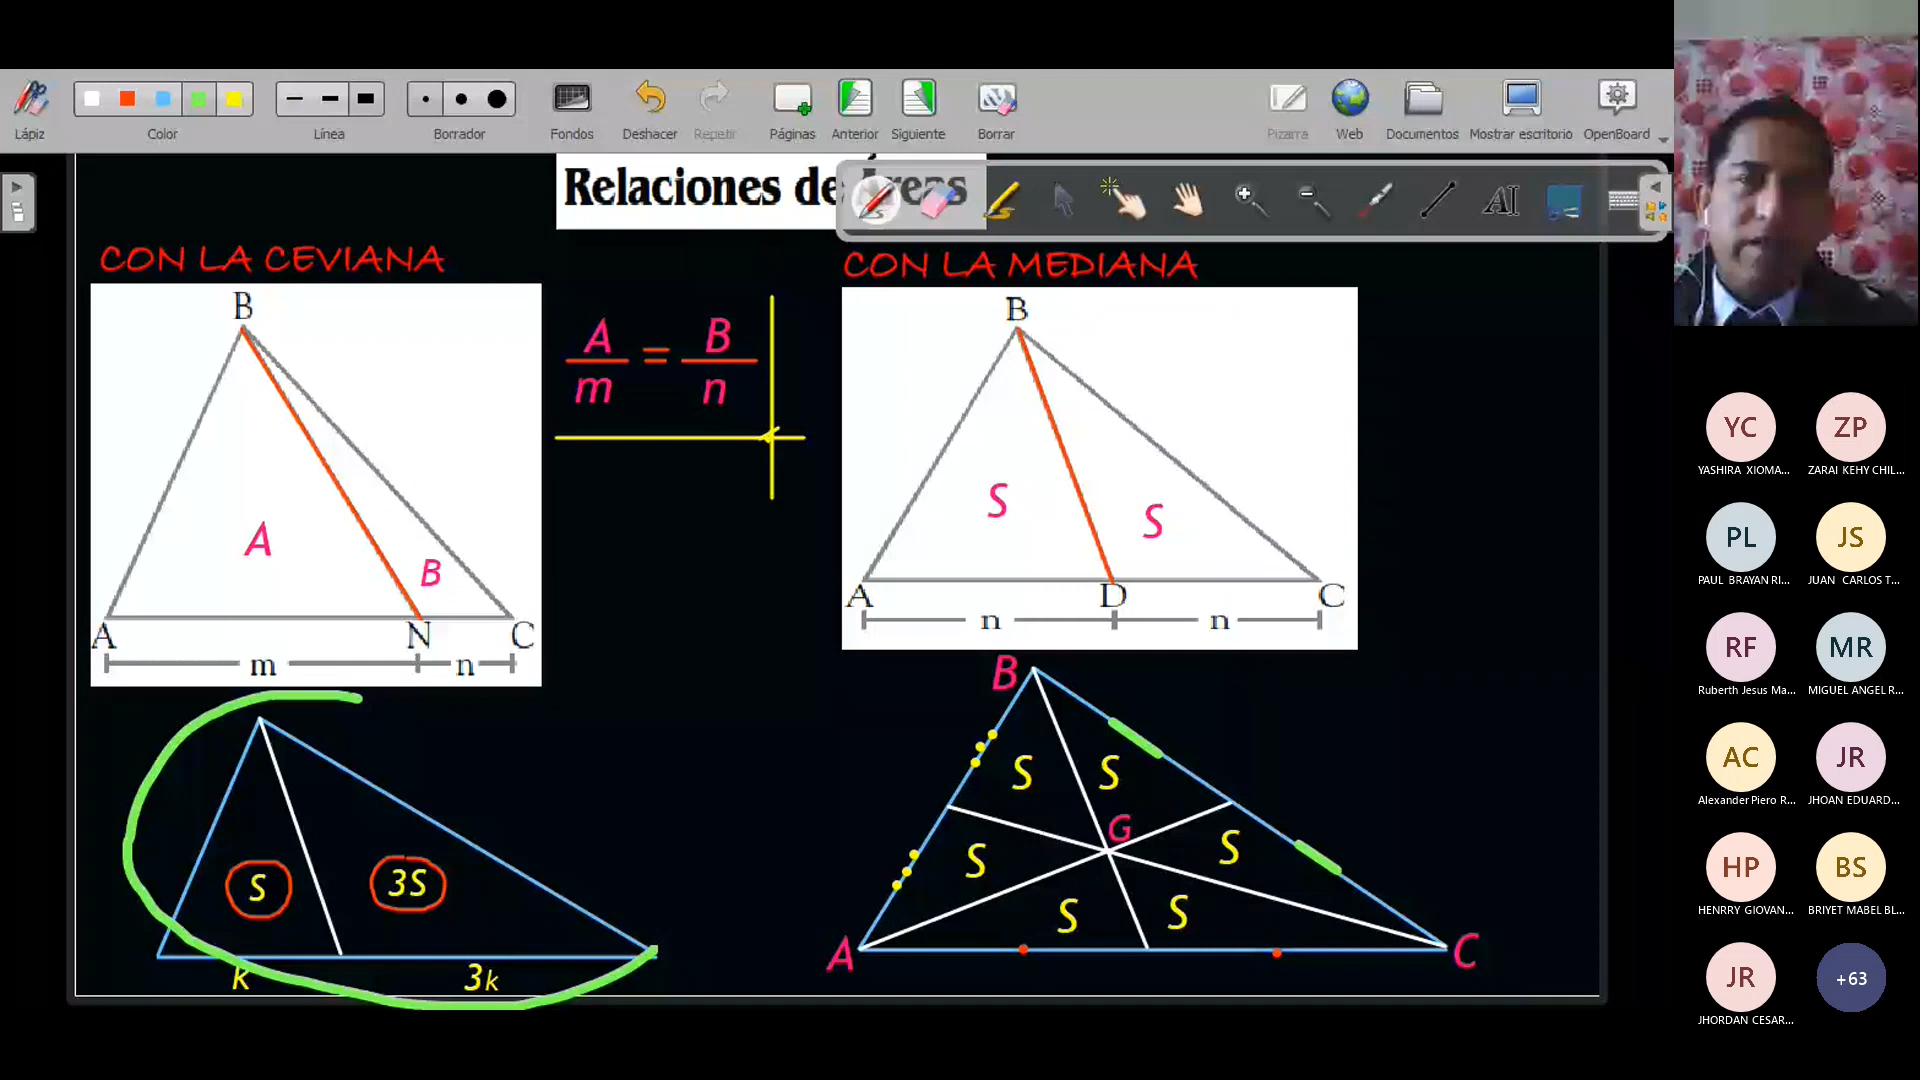 Lápiz
Color
Línea
Borrador
Fondos
Deshacer
Repetir
Páginas
Anterior
Siguiente
Borrar
Pizarra
Web
Documentos
Mostrar escritorio
OpenBoard
Relaciones de Áreas
AI
CON LA CEVIANA
CON LA MEDIANA
B
A
B
A
N
C
m
n
A/m = B/n
B
S
S
A
D
C
n
n
S
3S
k
3k
B
S
S
G
S
S
S
S
A
C
YC
YASHIRA XIOMA...
ZP
ZARAI KEHY CHIL...
PL
PAUL BRAYAN RI...
JS
JUAN CARLOS T...
RF
Ruberth Jesus Ma...
MR
MIGUEL ANGEL R...
AC
Alexander Piero R...
JR
JHOAN EDUARD...
HP
HENRRY GIOVAN...
BS
BRIYET MABEL BL...
JR
JHORDAN CESAR...
+63